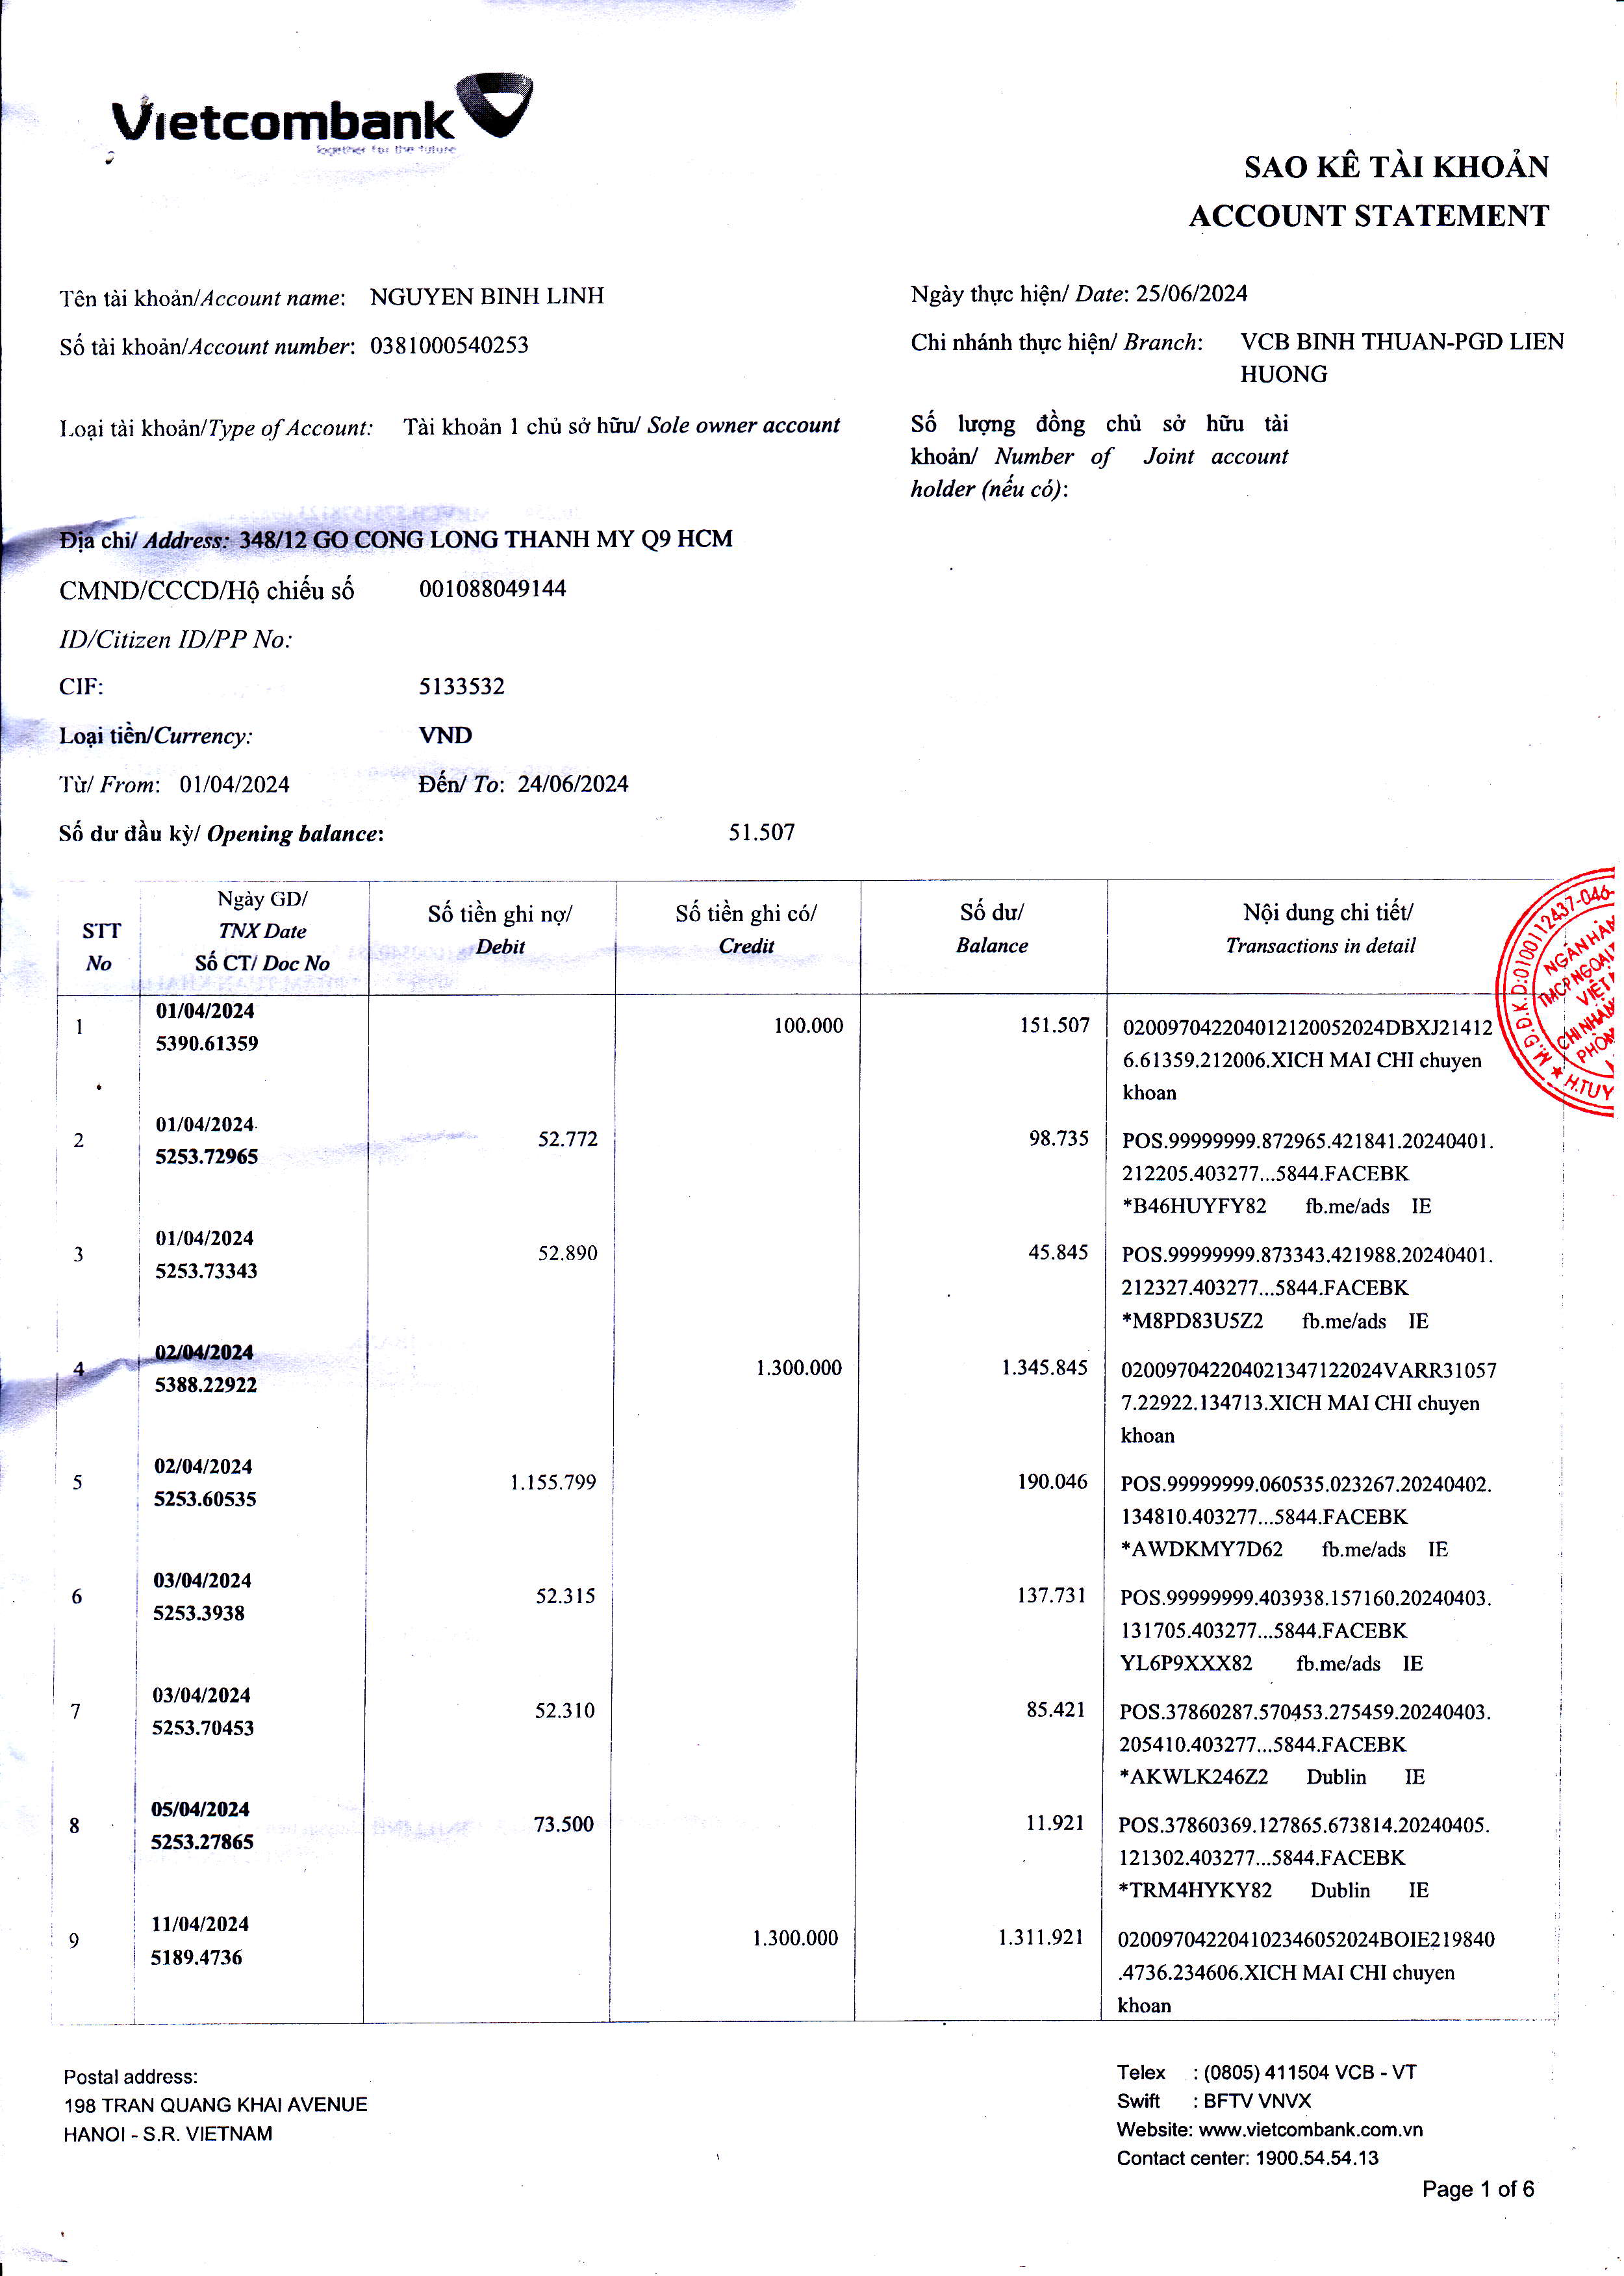 Vietcombank
Together for the future
SAO KÊ TÀI KHOẢN
ACCOUNT STATEMENT
Tên tài khoản/Account name: NGUYEN BINH LINH
Ngày thực hiện/ Date: 25/06/2024
Số tài khoản/Account number: 0381000540253
Chi nhánh thực hiện/ Branch: VCB BINH THUAN-PGD LIEN
HUONG
Loại tài khoản/Type of Account: Tài khoản 1 chủ sở hữu/ Sole owner account
Số lượng đồng chủ sở hữu tài
khoản/ Number of Joint account
holder (nếu có):
Địa chỉ/ Address: 348/12 GO CONG LONG THANH MY Q9 HCM
CMND/CCCD/Hộ chiếu số 001088049144
ID/Citizen ID/PP No:
CIF: 5133532
Loại tiền/Currency: VND
Từ/ From: 01/04/2024 Đến/ To: 24/06/2024
Số dư đầu kỳ/ Opening balance: 51.507
STT
No
Ngày GD/
TNX Date
Số CT/ Doc No
Số tiền ghi nợ/
Debit
Số tiền ghi có/
Credit
Số dư/
Balance
Nội dung chi tiết/
Transactions in detail
M.S.D.Đ.K.D:0100112437-046-
NGÂN HÀN
TMCP NGOẠI
VIỆT
CHI NHÁN
PHÒN
★ H.TUY
1 01/04/2024 100.000 151.507 020097042204012120052024DBXJ21412
5390.61359 6.61359.212006.XICH MAI CHI chuyen
khoan
2 01/04/2024 52.772 98.735 POS.99999999.872965.421841.20240401.
5253.72965 212205.403277...5844.FACEBK
*B46HUYFY82 fb.me/ads IE
3 01/04/2024 52.890 45.845 POS.99999999.873343.421988.20240401.
5253.73343 212327.403277...5844.FACEBK
*M8PD83U5Z2 fb.me/ads IE
4 02/04/2024 1.300.000 1.345.845 020097042204021347122024VARR31057
5388.22922 7.22922.134713.XICH MAI CHI chuyen
khoan
5 02/04/2024 1.155.799 190.046 POS.99999999.060535.023267.20240402.
5253.60535 134810.403277...5844.FACEBK
*AWDKMY7D62 fb.me/ads IE
6 03/04/2024 52.315 137.731 POS.99999999.403938.157160.20240403.
5253.3938 131705.403277...5844.FACEBK
YL6P9XXX82 fb.me/ads IE
7 03/04/2024 52.310 85.421 POS.37860287.570453.275459.20240403.
5253.70453 205410.403277...5844.FACEBK
*AKWLK246Z2 Dublin IE
8 05/04/2024 73.500 11.921 POS.37860369.127865.673814.20240405.
5253.27865 121302.403277...5844.FACEBK
*TRM4HYKY82 Dublin IE
9 11/04/2024 1.300.000 1.311.921 020097042204102346052024BOIE219840
5189.4736 .4736.234606.XICH MAI CHI chuyen
khoan
Postal address:
198 TRAN QUANG KHAI AVENUE
HANOI - S.R. VIETNAM
Telex : (0805) 411504 VCB - VT
Swift : BFTV VNVX
Website: www.vietcombank.com.vn
Contact center: 1900.54.54.13
Page 1 of 6